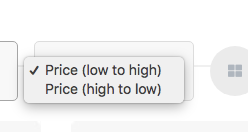 ✓ Price (low to high)
Price (high to low)